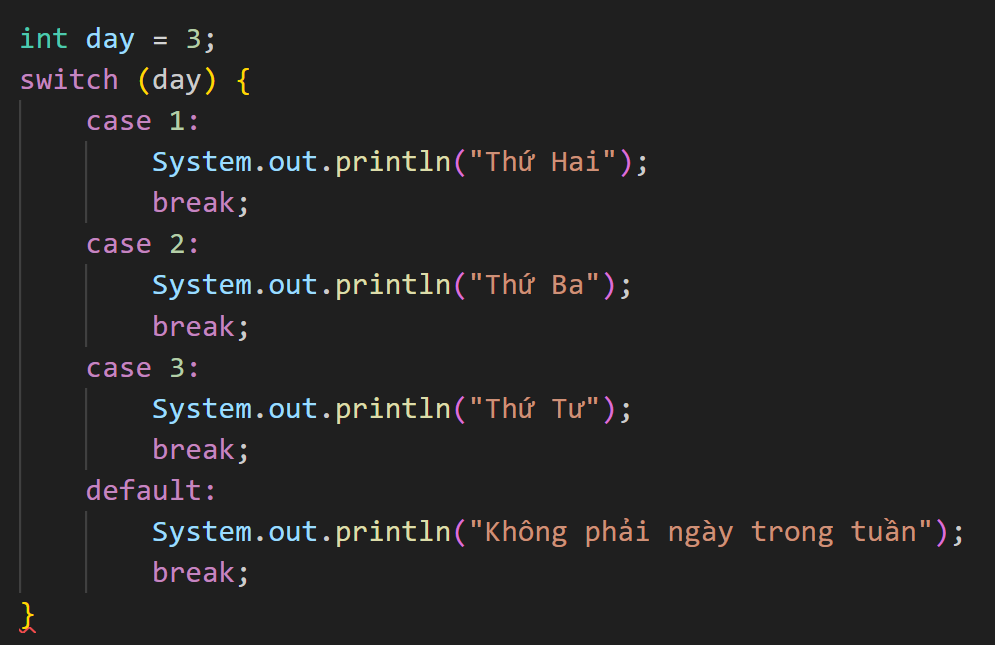 int day = 3;
switch (day) {
    case 1:
        System.out.println("Thứ Hai");
        break;
    case 2:
        System.out.println("Thứ Ba");
        break;
    case 3:
        System.out.println("Thứ Tư");
        break;
    default:
        System.out.println("Không phải ngày trong tuần");
        break;
}